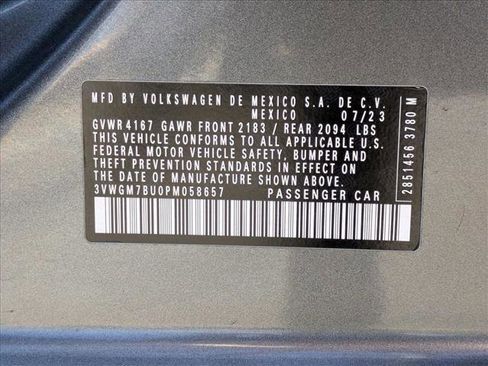 MFD BY VOLKSWAGEN DE MEXICO S.A. DE C.V.
MEXICO 07/23
GVWR 4167 GAWR FRONT 2183 / REAR 2094 LBS
THIS VEHICLE CONFORMS TO ALL APPLICABLE U.S.
FEDERAL MOTOR VEHICLE SAFETY, BUMPER AND
THEFT PREVENTION STANDARDS IN EFFECT ON
THE DATE OF MANUFACTURE SHOWN ABOVE.
3VWGM7BU0PM058657 PASSENGER CAR
2851456 3780 M